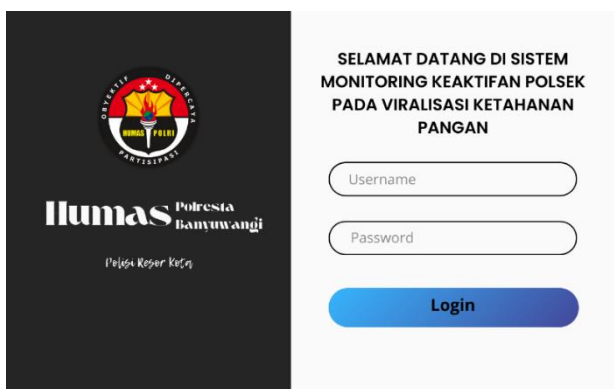 OBYEKTIF DIPERCAYA
HUMAS POLRI
PARTISIPASI
Humas Polresta
Banyuwangi
Polisi Resor Kota
SELAMAT DATANG DI SISTEM
MONITORING KEAKTIFAN POLSEK
PADA VIRALISASI KETAHANAN
PANGAN
Username
Password
Login